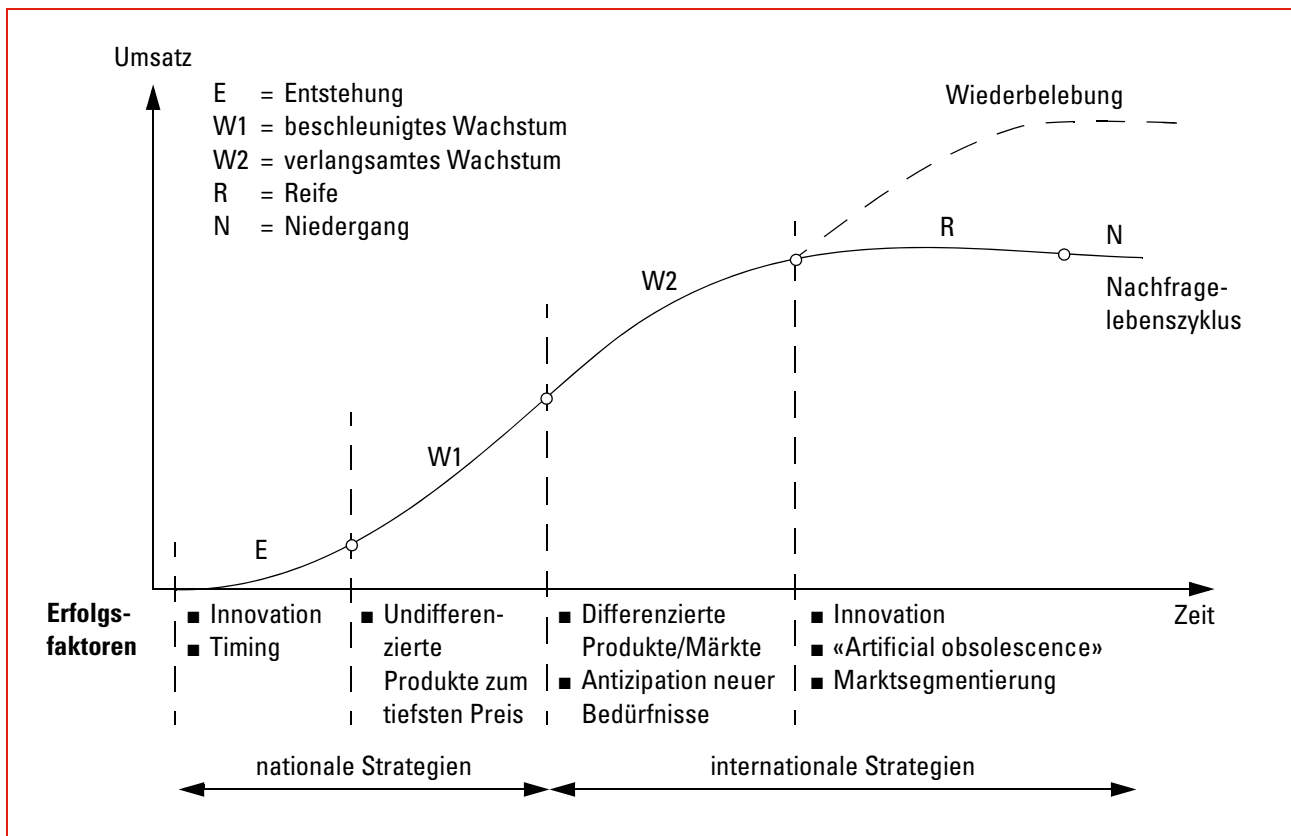 Umsatz
E = Entstehung
W1 = beschleunigtes Wachstum
W2 = verlangsamtes Wachstum
R = Reife
N = Niedergang
Wiederbelebung
R
N
W2
Nachfrage-
lebenszyklus
W1
E
Zeit
Erfolgs-
faktoren
■ Innovation
■ Timing
■ Undifferen-
zierte
Produkte zum
tiefsten Preis
■ Differenzierte
Produkte/Märkte
■ Antizipation neuer
Bedürfnisse
■ Innovation
■ «Artificial obsolescence»
■ Marktsegmentierung
nationale Strategien
internationale Strategien